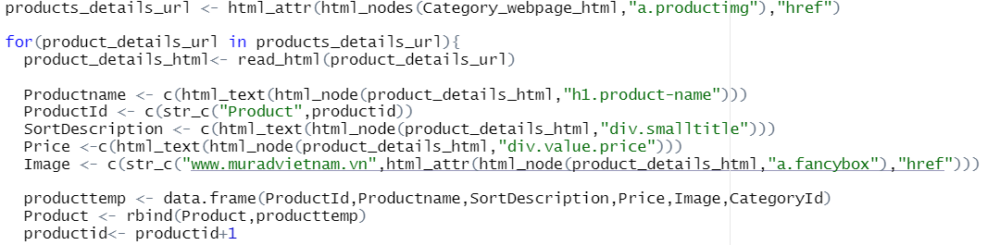 products_details_url <- html_attr(html_nodes(Category_webpage_html,"a.productimg"),"href")
for(product_details_url in products_details_url){
product_details_html<- read_html(product_details_url)
Productname <- c(html_text(html_node(product_details_html,"h1.product-name")))
ProductId <- c(str_c("Product",productid))
SortDescription <- c(html_text(html_node(product_details_html,"div.smalltitle")))
Price <-c(html_text(html_node(product_details_html,"div.value.price")))
Image <- c(str_c("www.muradvietnam.vn",html_attr(html_node(product_details_html,"a.fancybox"),"href")))
producttemp <- data.frame(ProductId,Productname,SortDescription,Price,Image,CategoryId)
Product <- rbind(Product,producttemp)
productid<- productid+1